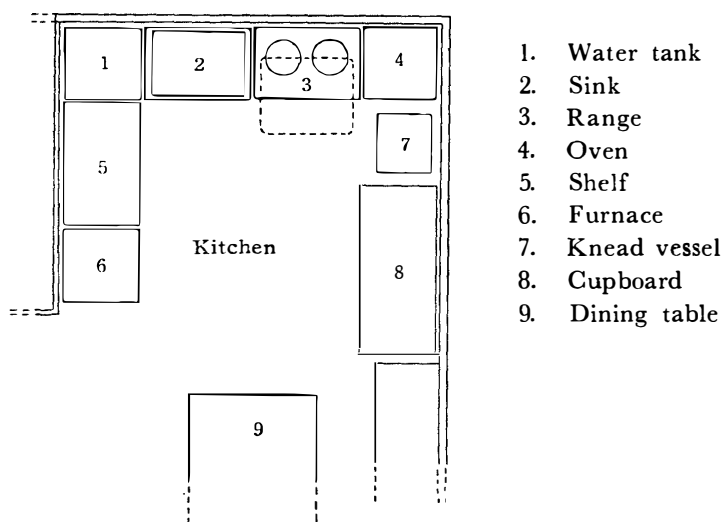 1
2
3
4
5
6
7
8
9
Kitchen
1. Water tank
2. Sink
3. Range
4. Oven
5. Shelf
6. Furnace
7. Knead vessel
8. Cupboard
9. Dining table